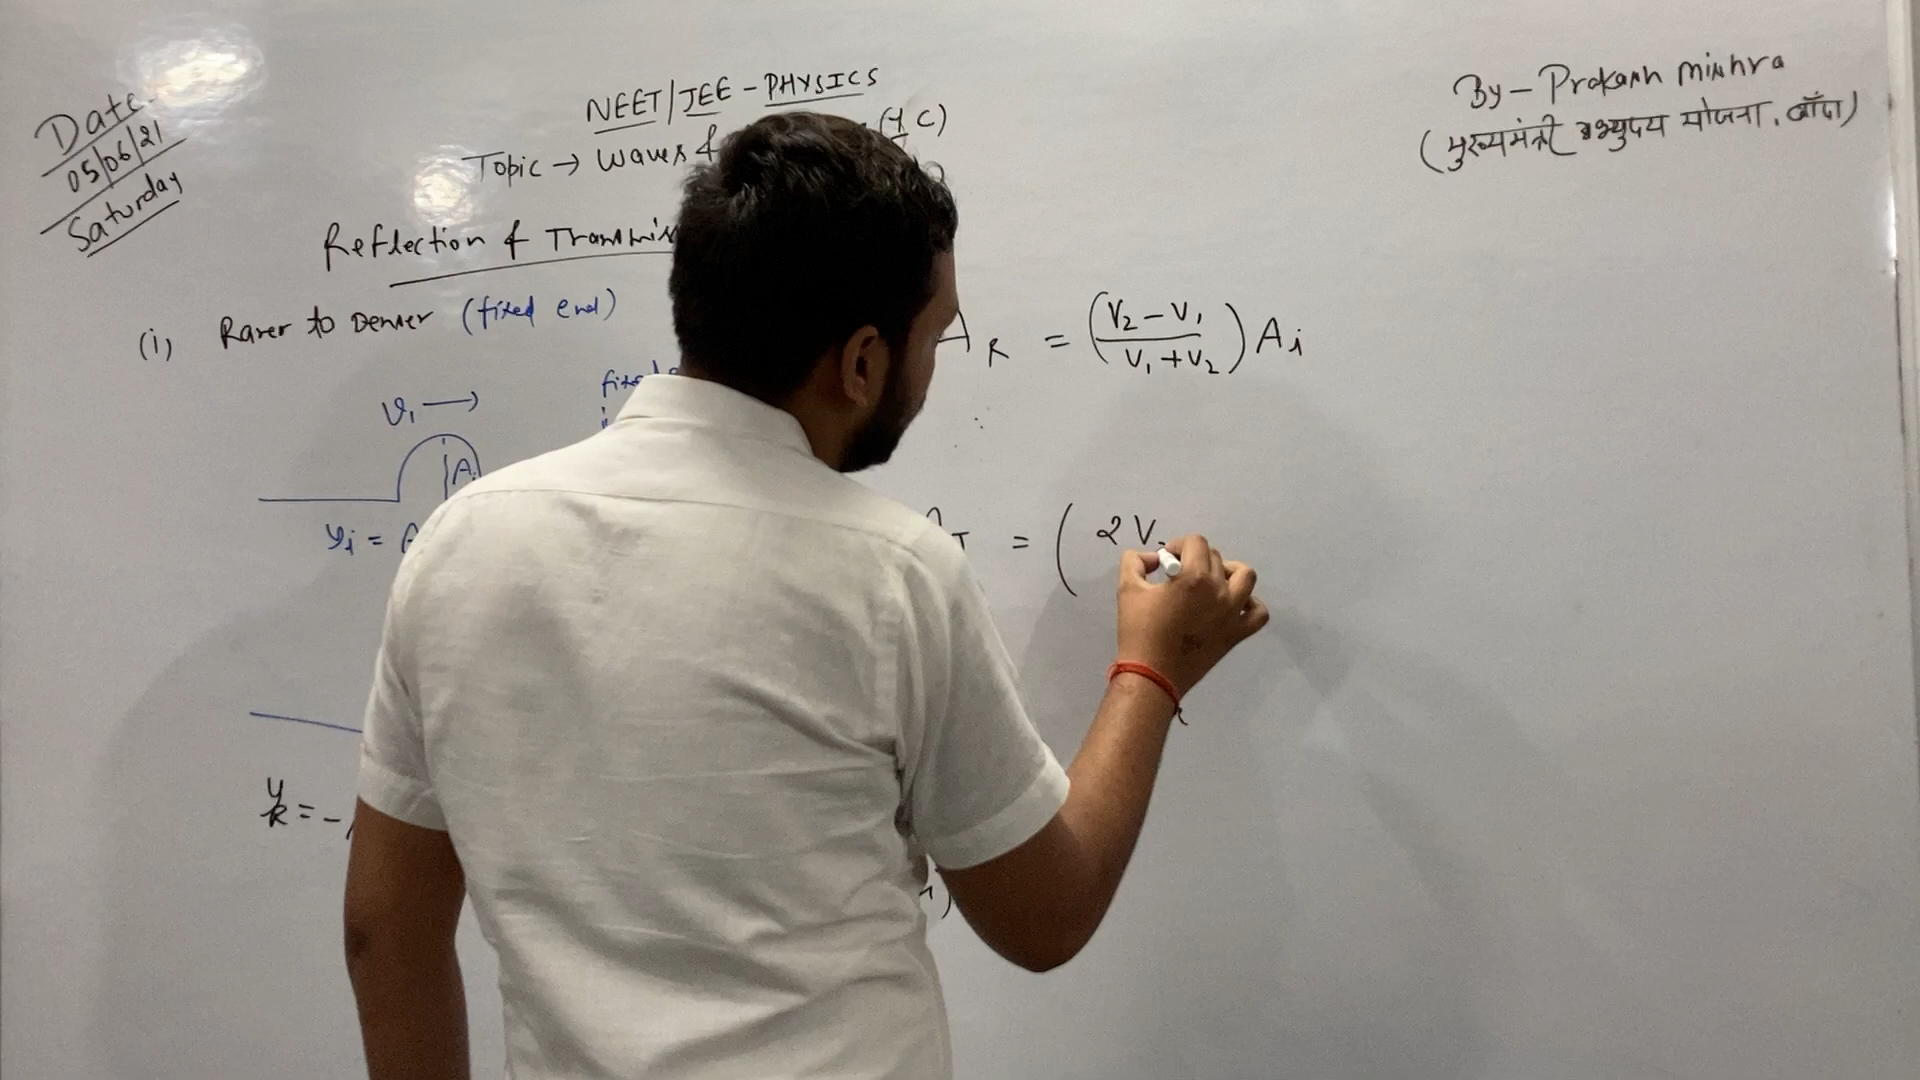 Date
05/06/21
Saturday
NEET/JEE - PHYSICS
Topic → Waves &
By - Prakash Mishra
(मुख्यमंत्री अभ्युदय योजना, बाँदा)
Reflection &
(i) Rarer to Denser (fixed end)
A_R = ((V₂ - V₁)/(V₁ + V₂)) A_i
V₁ →
A_i
y_i =
= ( 2V
y_R = -